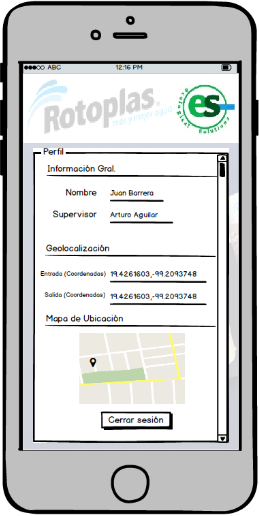 ABC 12:16 PM
Rotoplas
más y mejor agua
es
Perfil
Información Gral.
Nombre Juan Barrera
Supervisor Arturo Aguilar
Geolocalización
Entrada (Coordenadas) 19.4261603,-99.2093748
Salida (Coordenadas) 19.4261603,-99.2093748
Mapa de Ubicación
Cerrar sesión